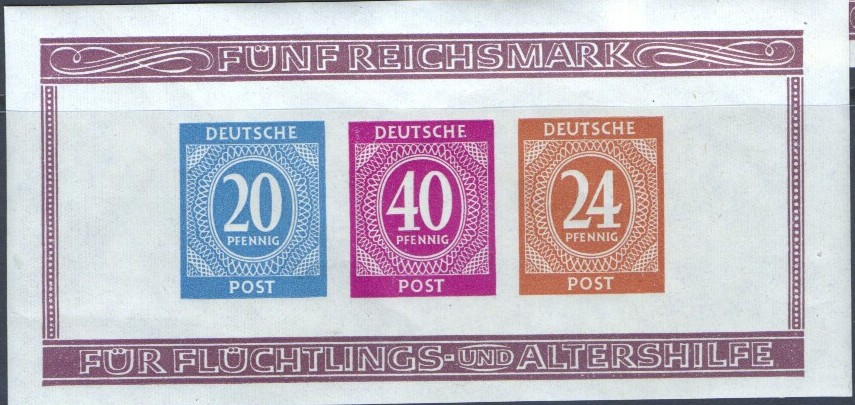 FÜNF REICHSMARK
DEUTSCHE
20
PFENNIG
POST
DEUTSCHE
40
PFENNIG
POST
DEUTSCHE
24
PFENNIG
POST
FÜR FLÜCHTLINGS-UND ALTERSHILFE